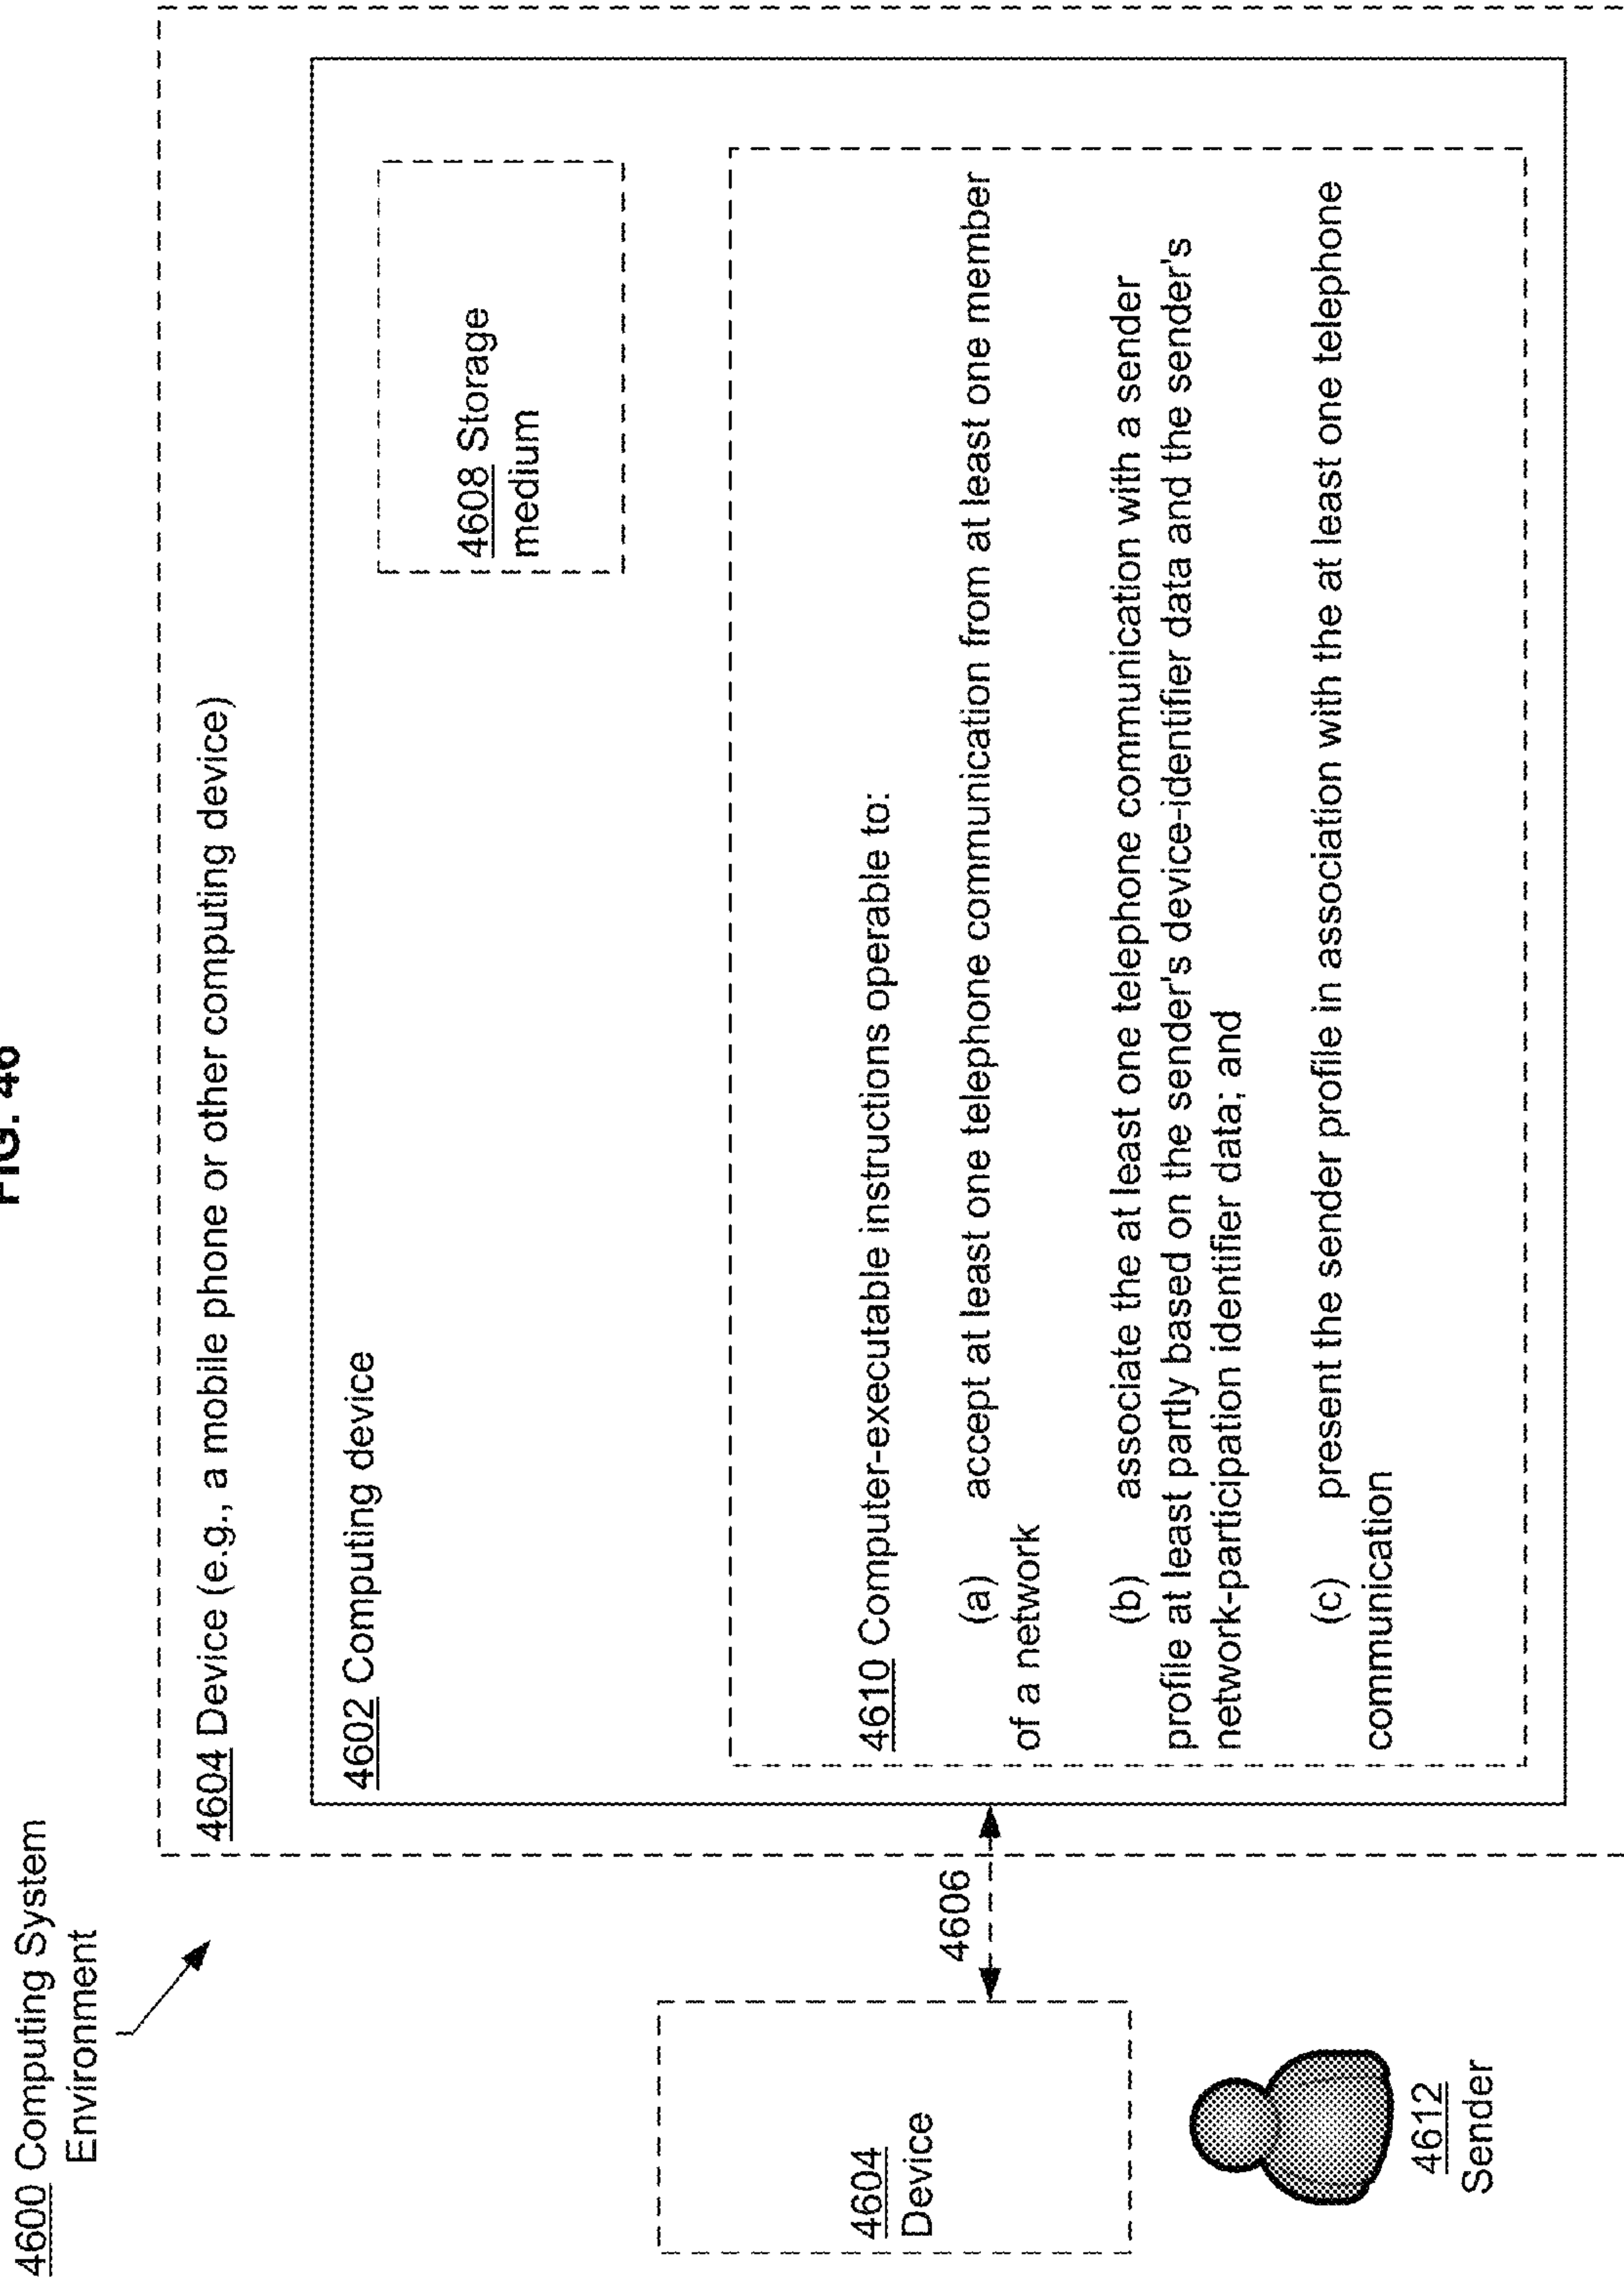 FIG. 46
4600 Computing System
Environment
4604 Device (e.g., a mobile phone or other computing device)
4602 Computing device
4608 Storage
medium
4610 Computer-executable instructions operable to:
(a) accept at least one telephone communication from at least one member
of a network
(b) associate the at least one telephone communication with a sender
profile at least partly based on the sender's device-identifier data and the sender's
network-participation identifier data; and
(c) present the sender profile in association with the at least one telephone
communication
4606
4604
Device
4612
Sender